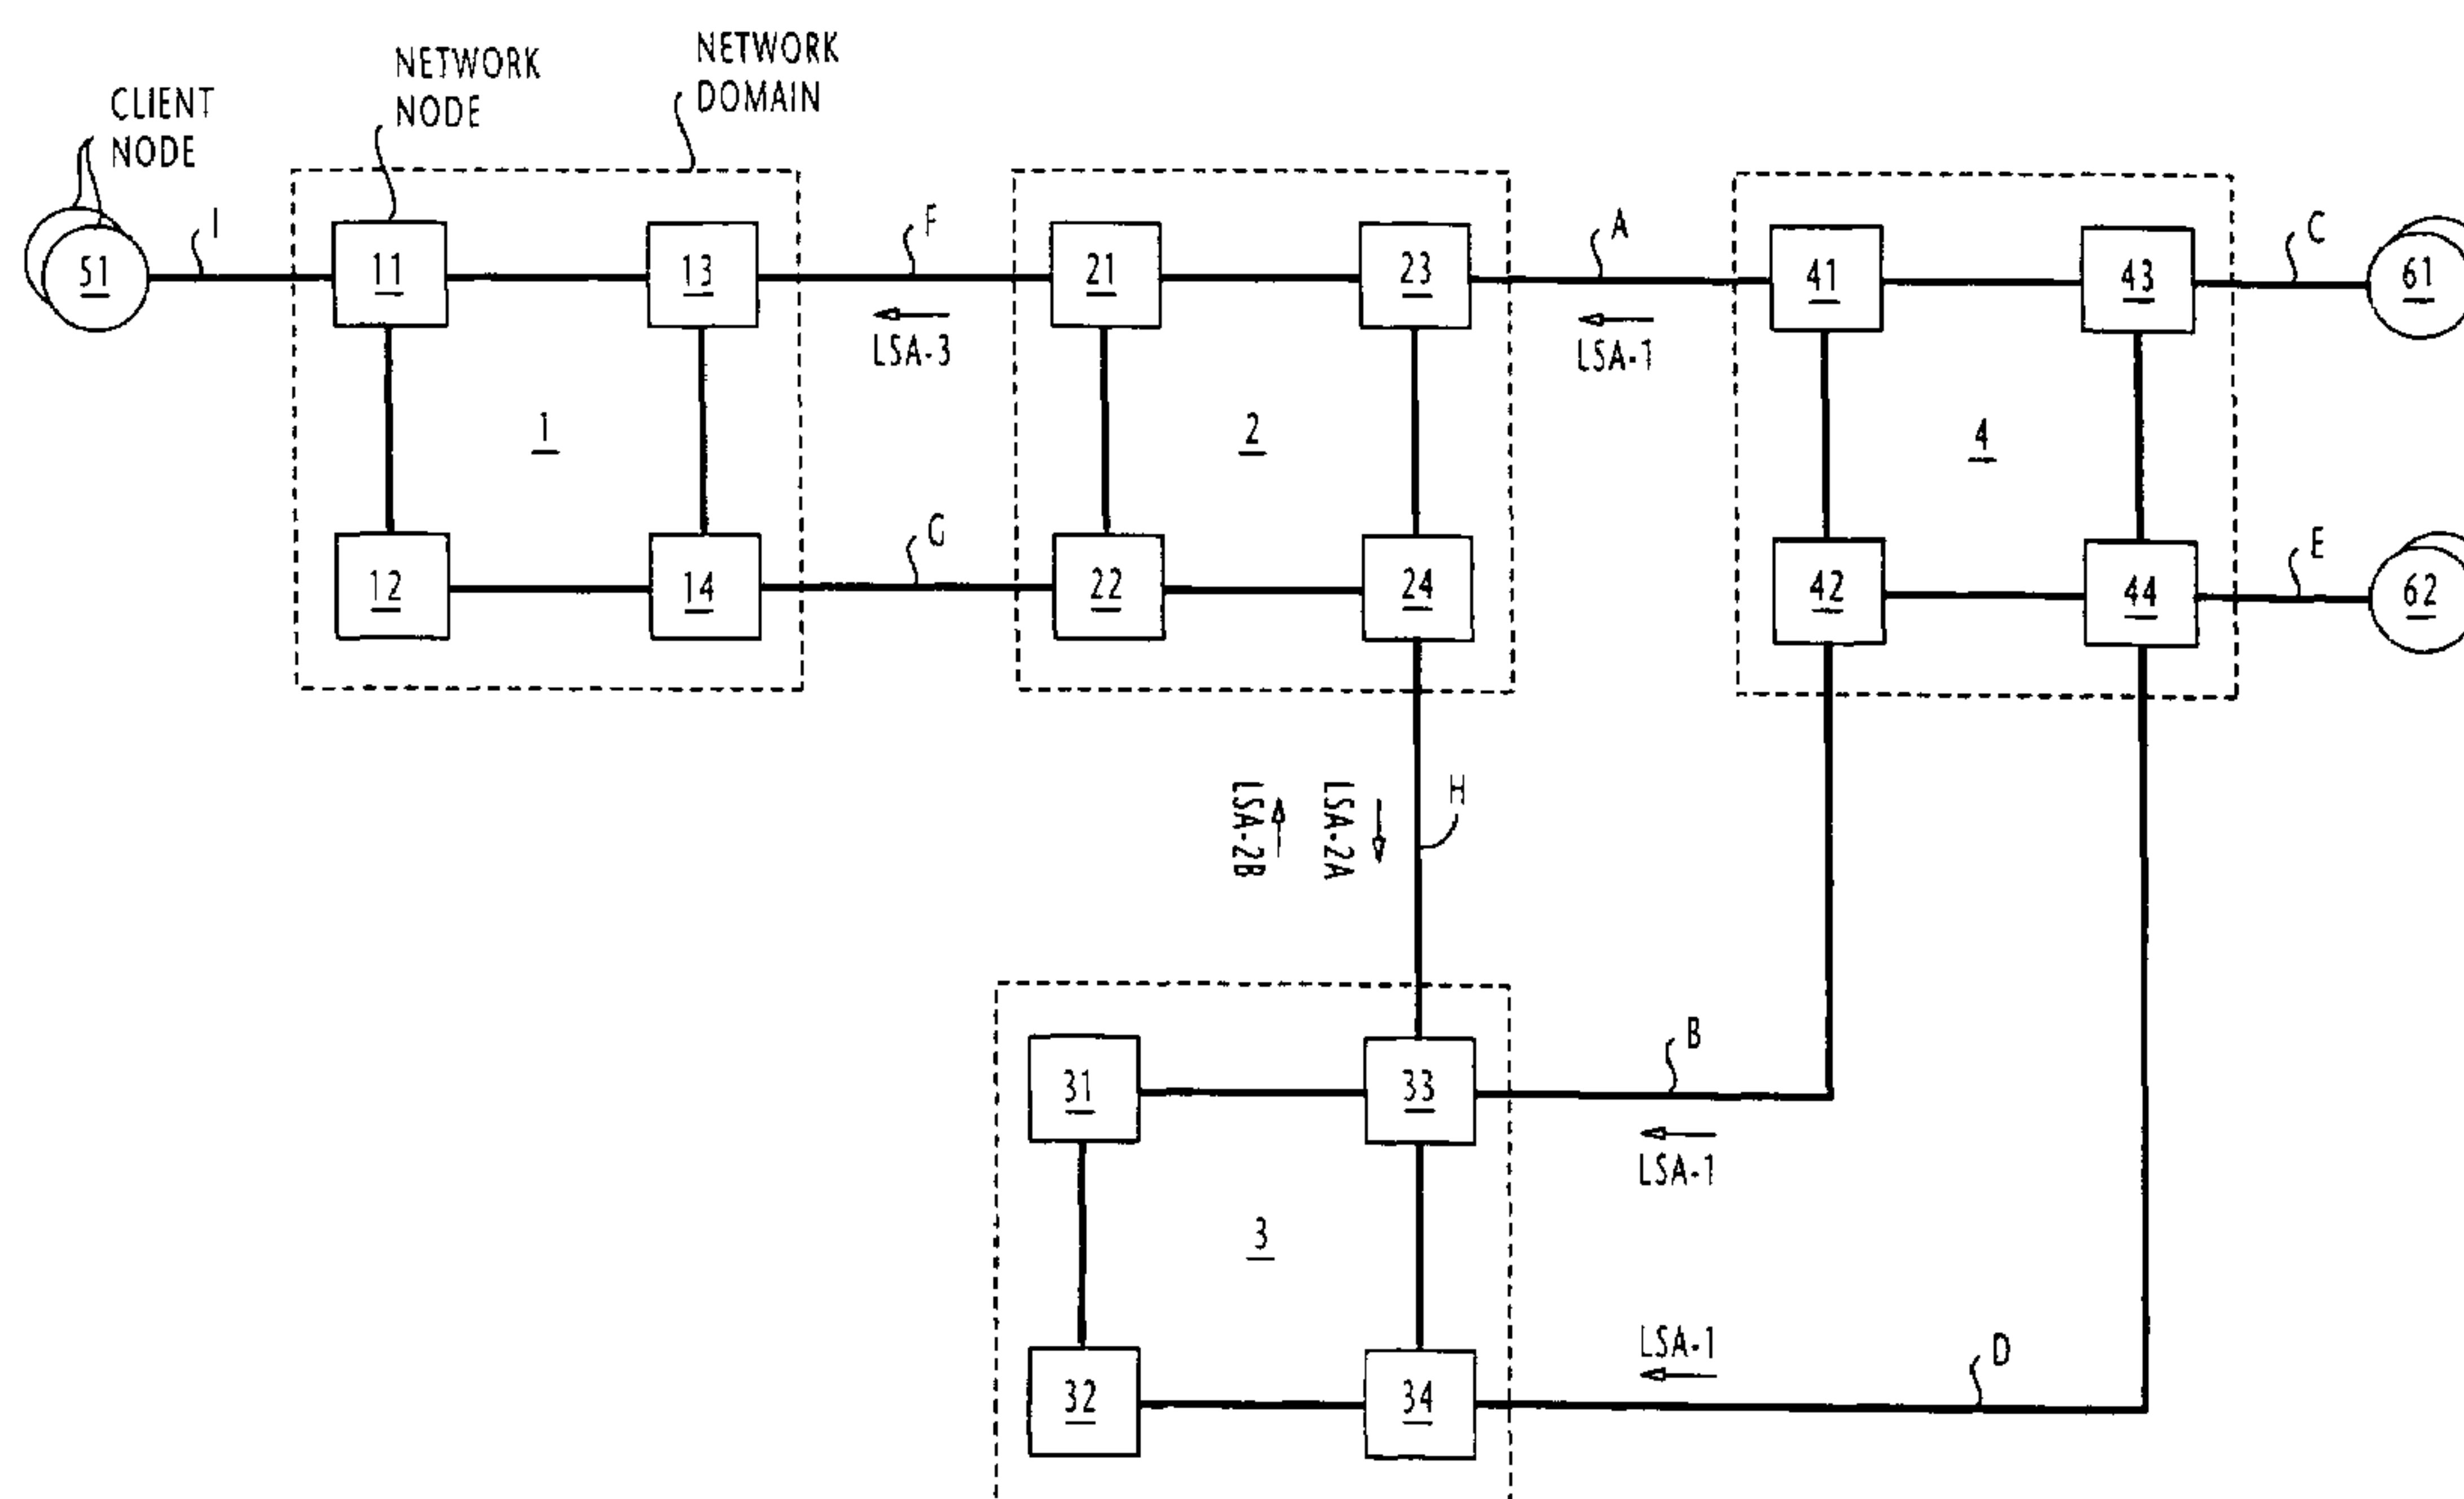 NETWORK
DOMAIN
NETWORK
NODE
CLIENT
NODE
I
F
A
C
51
11
13
21
23
41
43
61
LSA-3
LSA-1
1
2
4
G
E
12
14
22
24
42
44
62
LSA-2B
LSA-2A
H
B
31
33
LSA-1
3
LSA-1
D
32
34